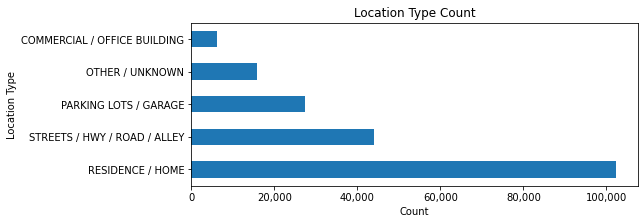 Location Type Count
Location Type
COMMERCIAL / OFFICE BUILDING
OTHER / UNKNOWN
PARKING LOTS / GARAGE
STREETS / HWY / ROAD / ALLEY
RESIDENCE / HOME
0 20,000 40,000 60,000 80,000 100,000
Count